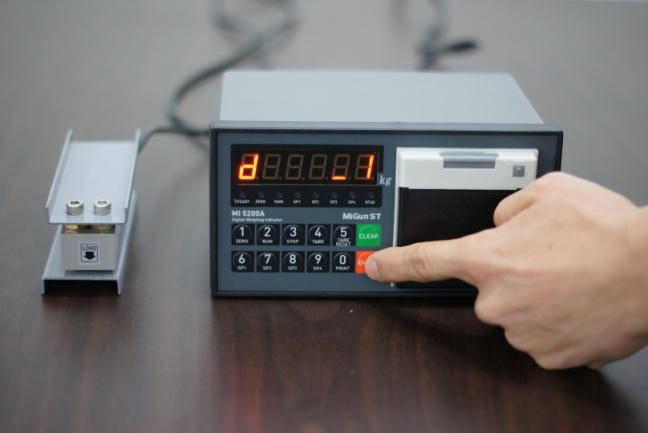 d _1
kg
STEADY ZERO TARE SP1 SP2 SP3 SP4
MI 5200A
Digital Weighing Indicator
MiGun ST
1 ZERO 2 RUN 3 STOP 4 TARE 5 TARE RESET CLEAR
6 SP1 7 SP2 8 SP3 9 SP4 0 PRINT
LOAD